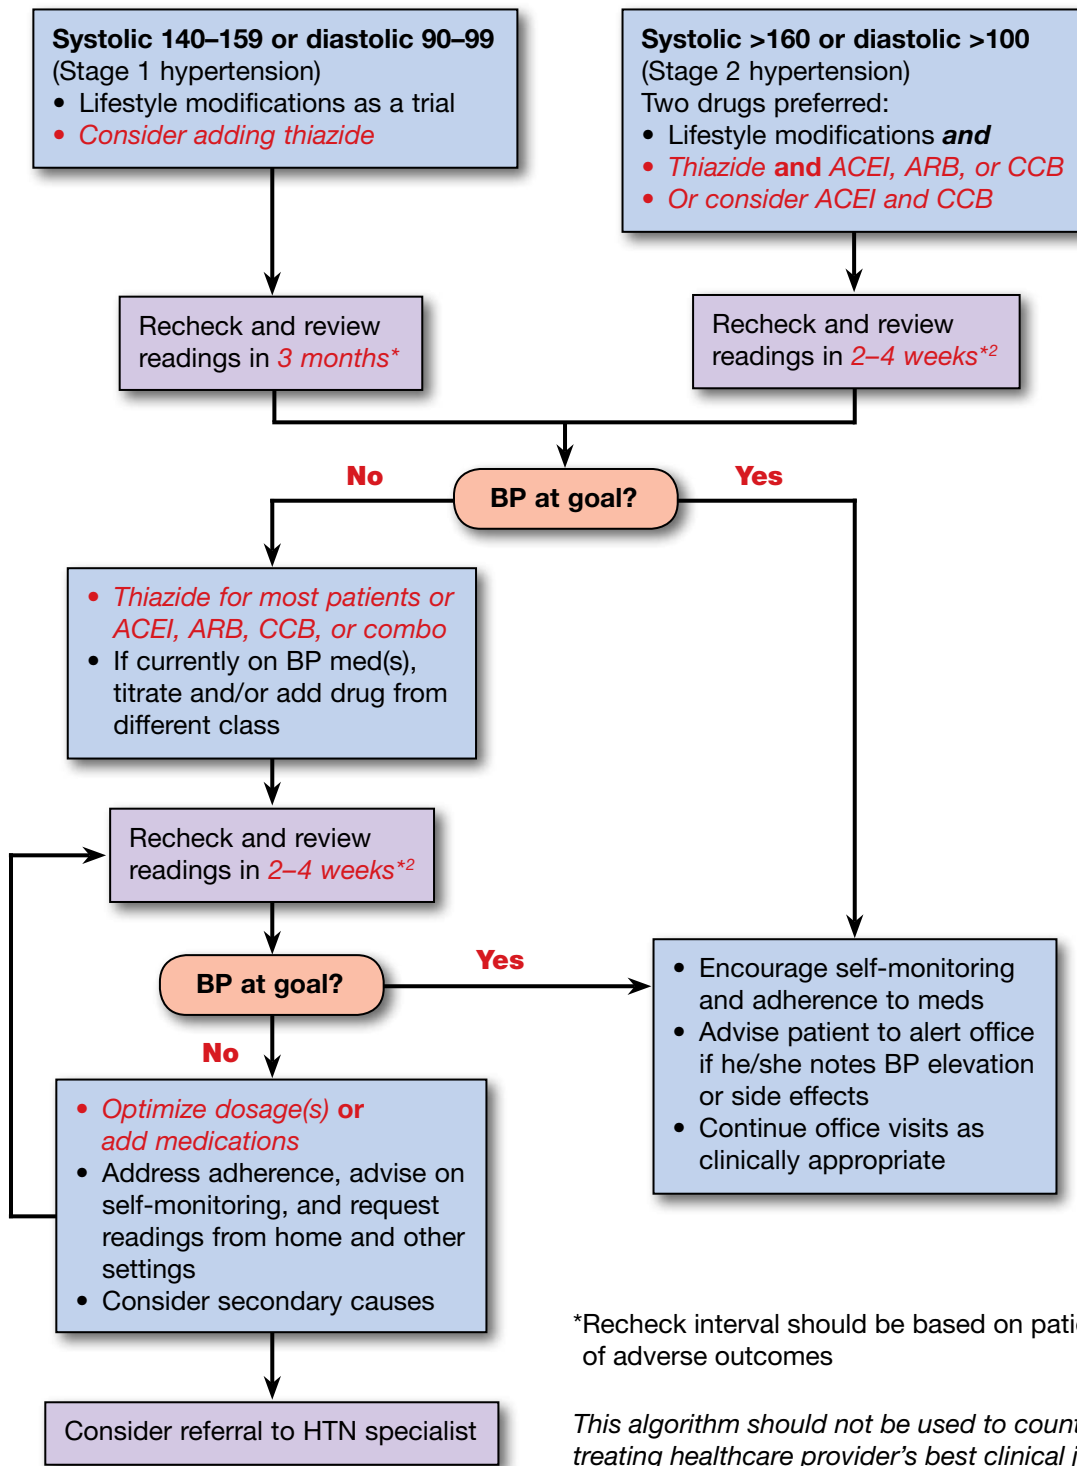 Systolic 140–159 or diastolic 90–99
(Stage 1 hypertension)
• Lifestyle modifications as a trial
• Consider adding thiazide
Systolic >160 or diastolic >100
(Stage 2 hypertension)
Two drugs preferred:
• Lifestyle modifications and
• Thiazide and ACEI, ARB, or CCB
• Or consider ACEI and CCB
Recheck and review
readings in 3 months*
Recheck and review
readings in 2–4 weeks*2
BP at goal?
No
Yes
• Thiazide for most patients or
ACEI, ARB, CCB, or combo
• If currently on BP med(s),
titrate and/or add drug from
different class
Recheck and review
readings in 2–4 weeks*2
BP at goal?
Yes
No
• Encourage self-monitoring
and adherence to meds
• Advise patient to alert office
if he/she notes BP elevation
or side effects
• Continue office visits as
clinically appropriate
• Optimize dosage(s) or
add medications
• Address adherence, advise on
self-monitoring, and request
readings from home and other
settings
• Consider secondary causes
Consider referral to HTN specialist
*Recheck interval should be based on
of adverse outcomes
This algorithm should not be used to
treating healthcare provider's best clinical